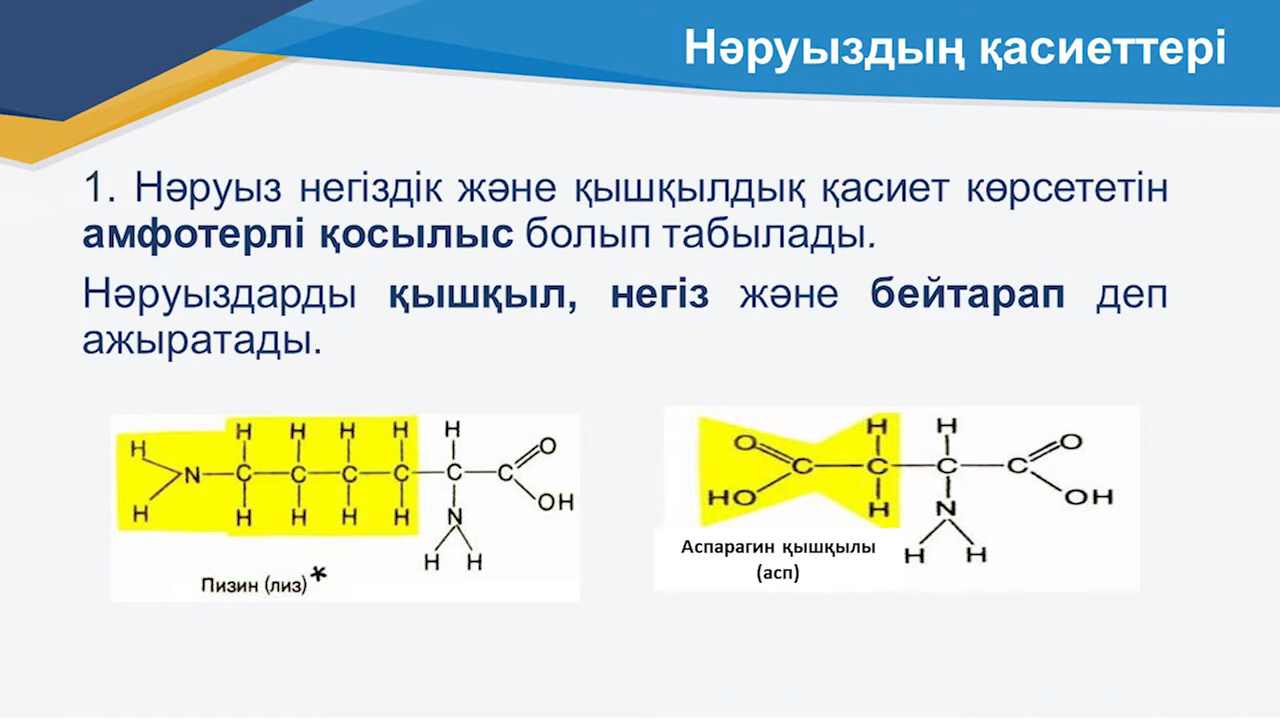 Нәруыздың қасиеттері
1. Нәруыз негіздік және қышқылдық қасиет көрсететін
амфотерлі қосылыс болып табылады.
Нәруыздарды қышқыл, негіз және бейтарап деп
ажыратады.
H H H H H H O
N C C C C C C
H H H H H N OH
H H
Пизин (лиз)*
O H H O
C C C C
HO H N OH
H H
Аспарагин қышқылы
(асп)